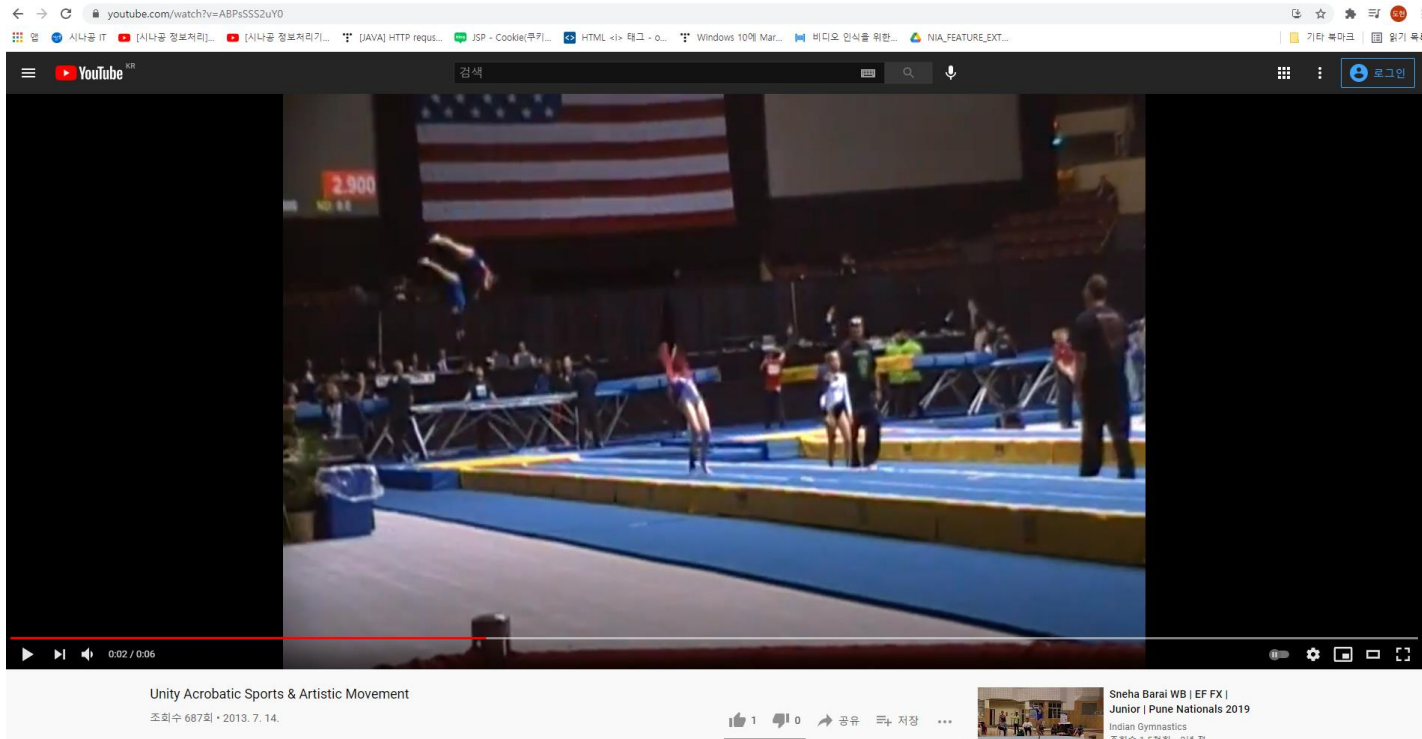 youtube.com/watch?v=ABPsSSS2uY0
앱 시나공 IT [시나공 정보처리]... [시나공 정보처리기... [JAVA] HTTP requs... JSP - Cookie(쿠키... HTML <i> 태그 - o... Windows 10에 Mar... 비디오 인식을 위한... NIA_FEATURE_EXT... 기타 북마크 읽기 목록
YouTube KR 검색 로그인
2.900
0:02 / 0:06
Unity Acrobatic Sports & Artistic Movement
조회수 687회 • 2013. 7. 14.
1 0 공유 저장
Sneha Barai WB | EF FX |
Junior | Pune Nationals 2019
Indian Gymnastics